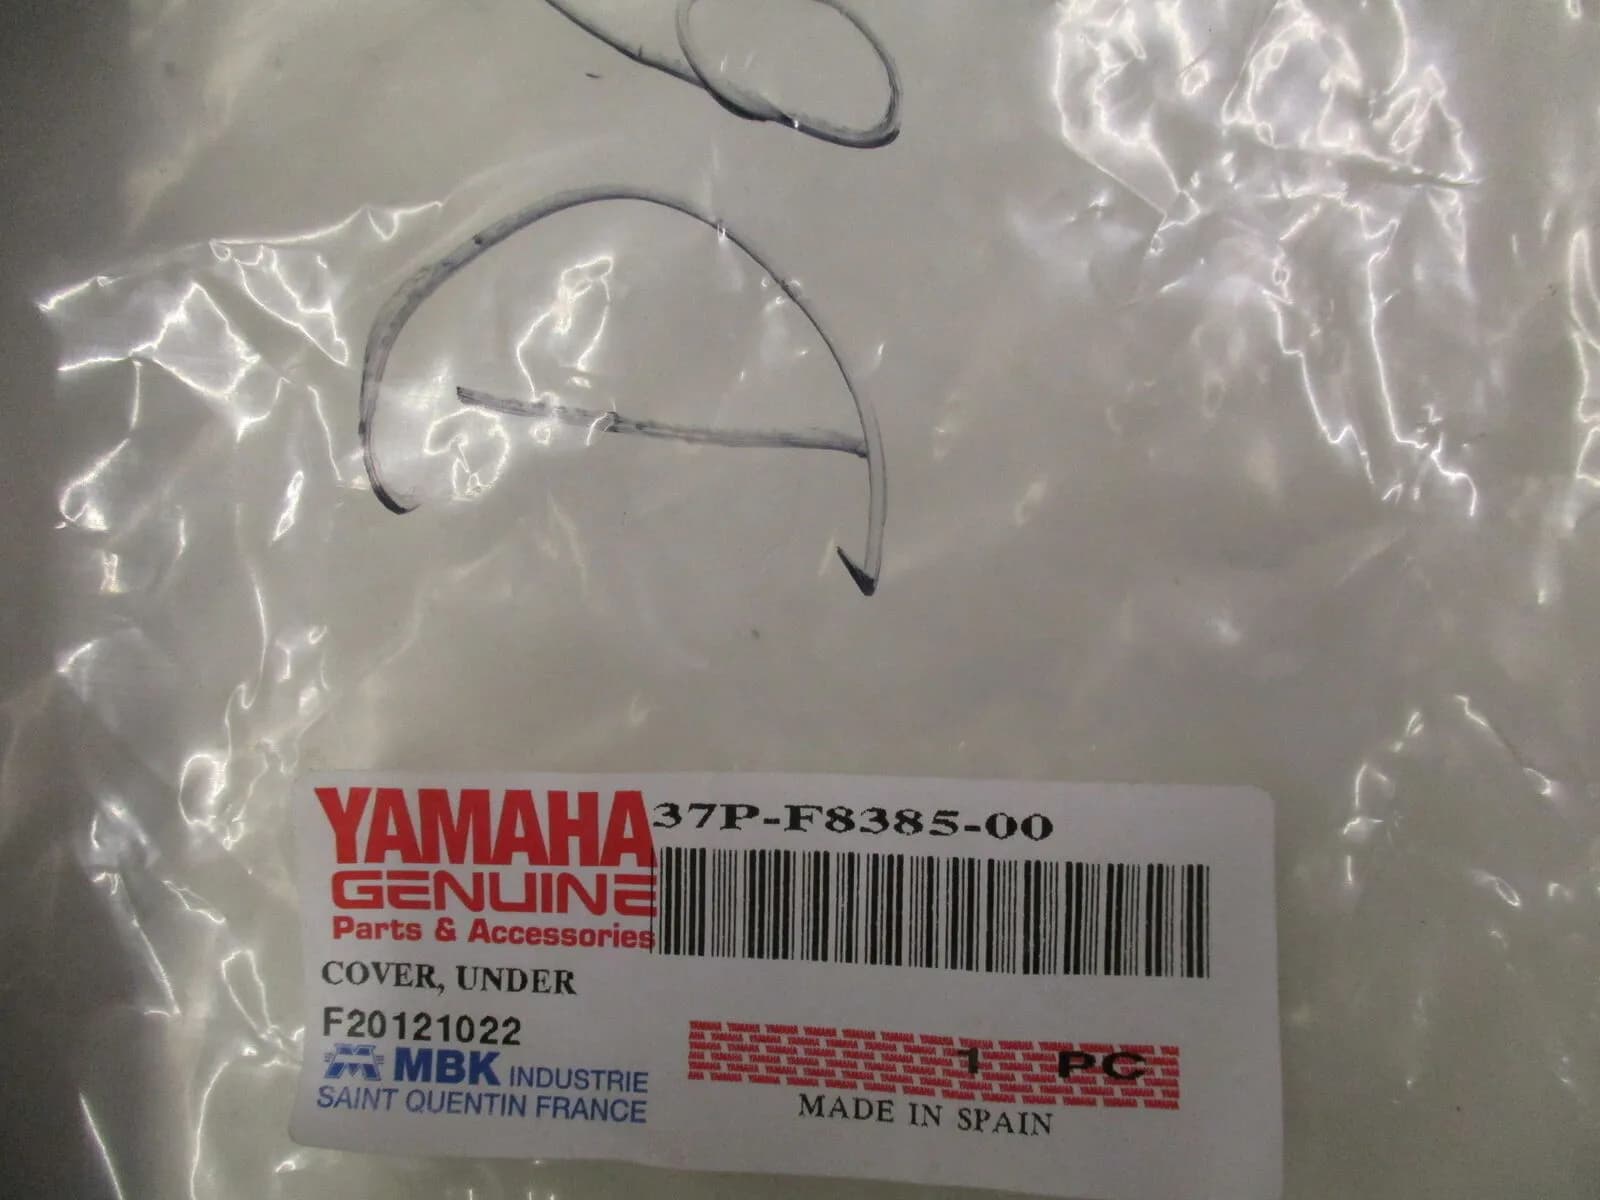 YAMAHA
GENUINE
Parts & Accessories
37P-F8385-00
COVER, UNDER
F20121022
MBK INDUSTRIE
SAINT QUENTIN FRANCE
1 PC
MADE IN SPAIN